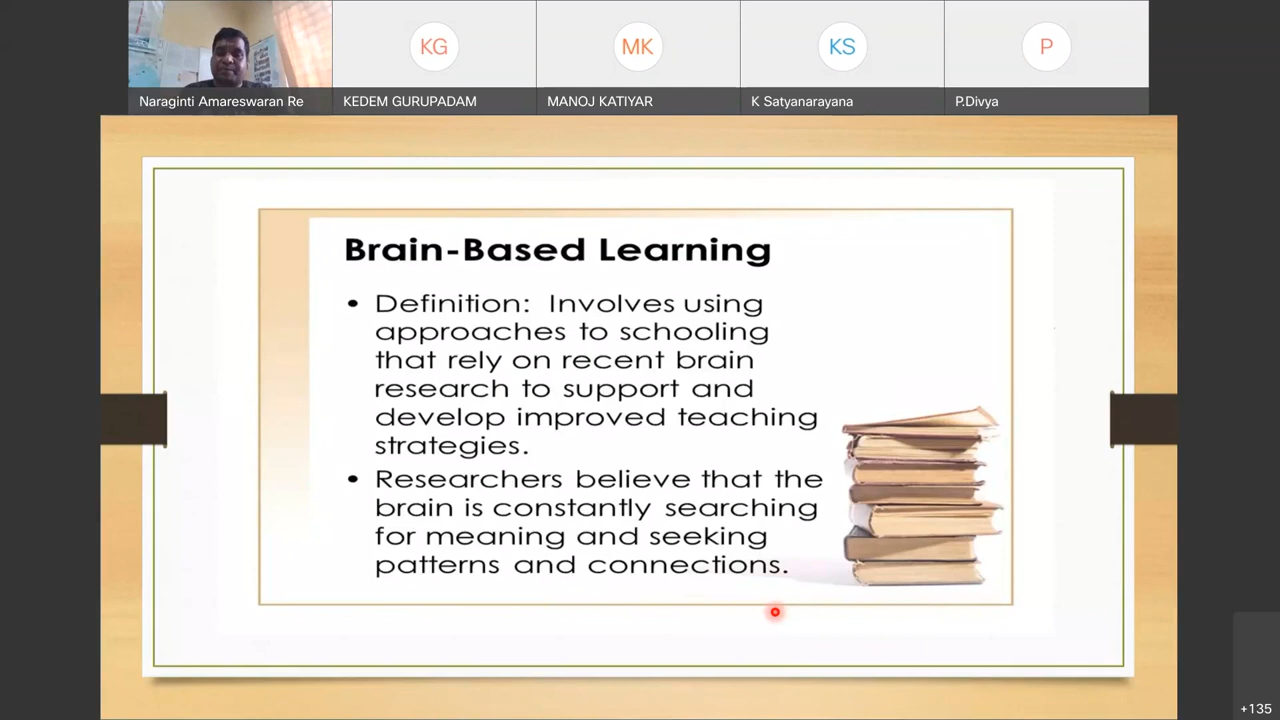 KG
MK
KS
P
Naraginti Amareswaran Re
KEDEM GURUPADAM
MANOJ KATIYAR
K Satyanarayana
P.Divya
Brain-Based Learning
• Definition: Involves using
approaches to schooling
that rely on recent brain
research to support and
develop improved teaching
strategies.
• Researchers believe that the
brain is constantly searching
for meaning and seeking
patterns and connections.
+135